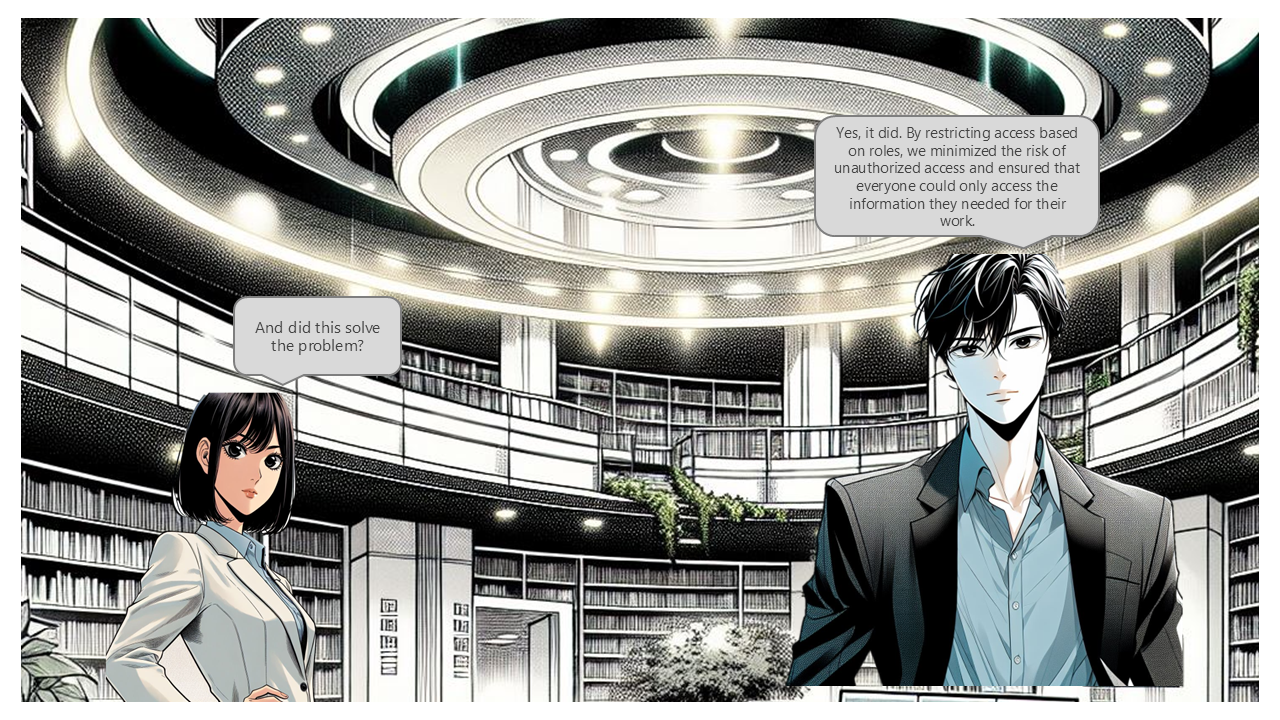 And did this solve
the problem?
Yes, it did. By restricting access based
on roles, we minimized the risk of
unauthorized access and ensured that
everyone could only access the
information they needed for their
work.